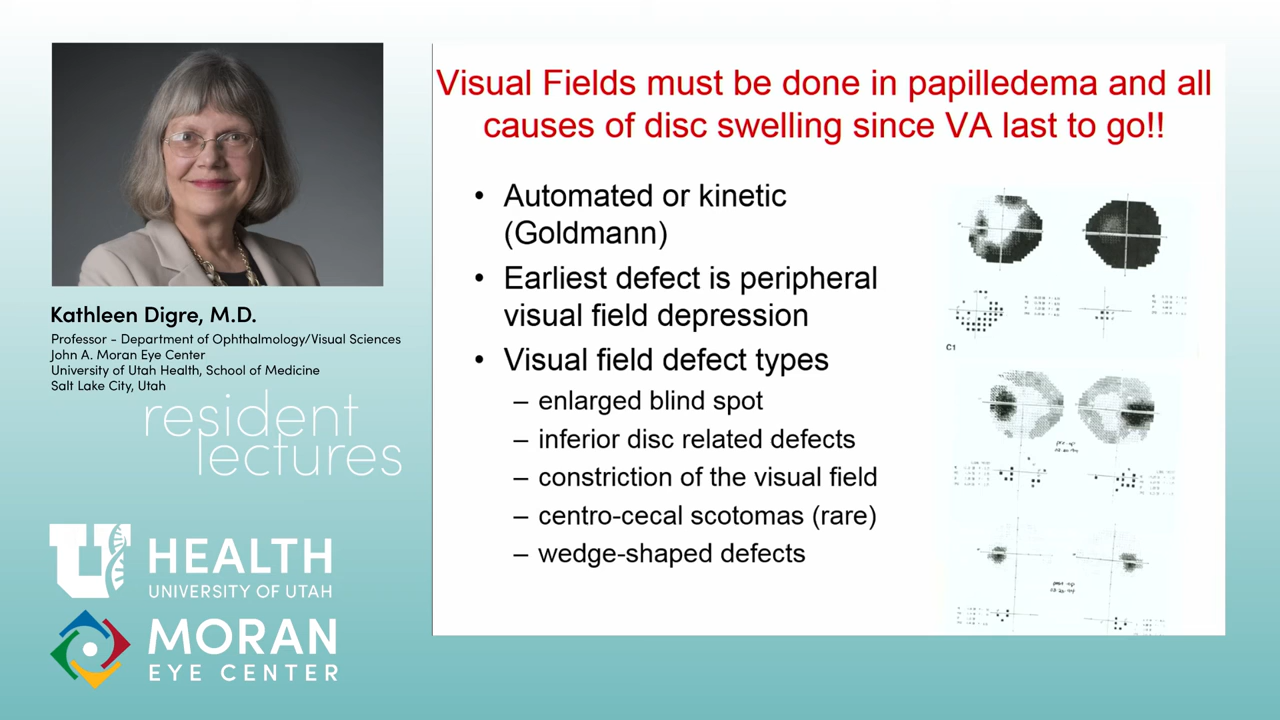 Kathleen Digre, M.D.
Professor - Department of Ophthalmology/Visual Sciences
John A. Moran Eye Center
University of Utah Health, School of Medicine
Salt Lake City, Utah
resident
lectures
U HEALTH
UNIVERSITY OF UTAH
MORAN
EYE CENTER
Visual Fields must be done in papilledema and all
causes of disc swelling since VA last to go!!
• Automated or kinetic
(Goldmann)
• Earliest defect is peripheral
visual field depression
• Visual field defect types
– enlarged blind spot
– inferior disc related defects
– constriction of the visual field
– centro-cecal scotomas (rare)
– wedge-shaped defects
C1